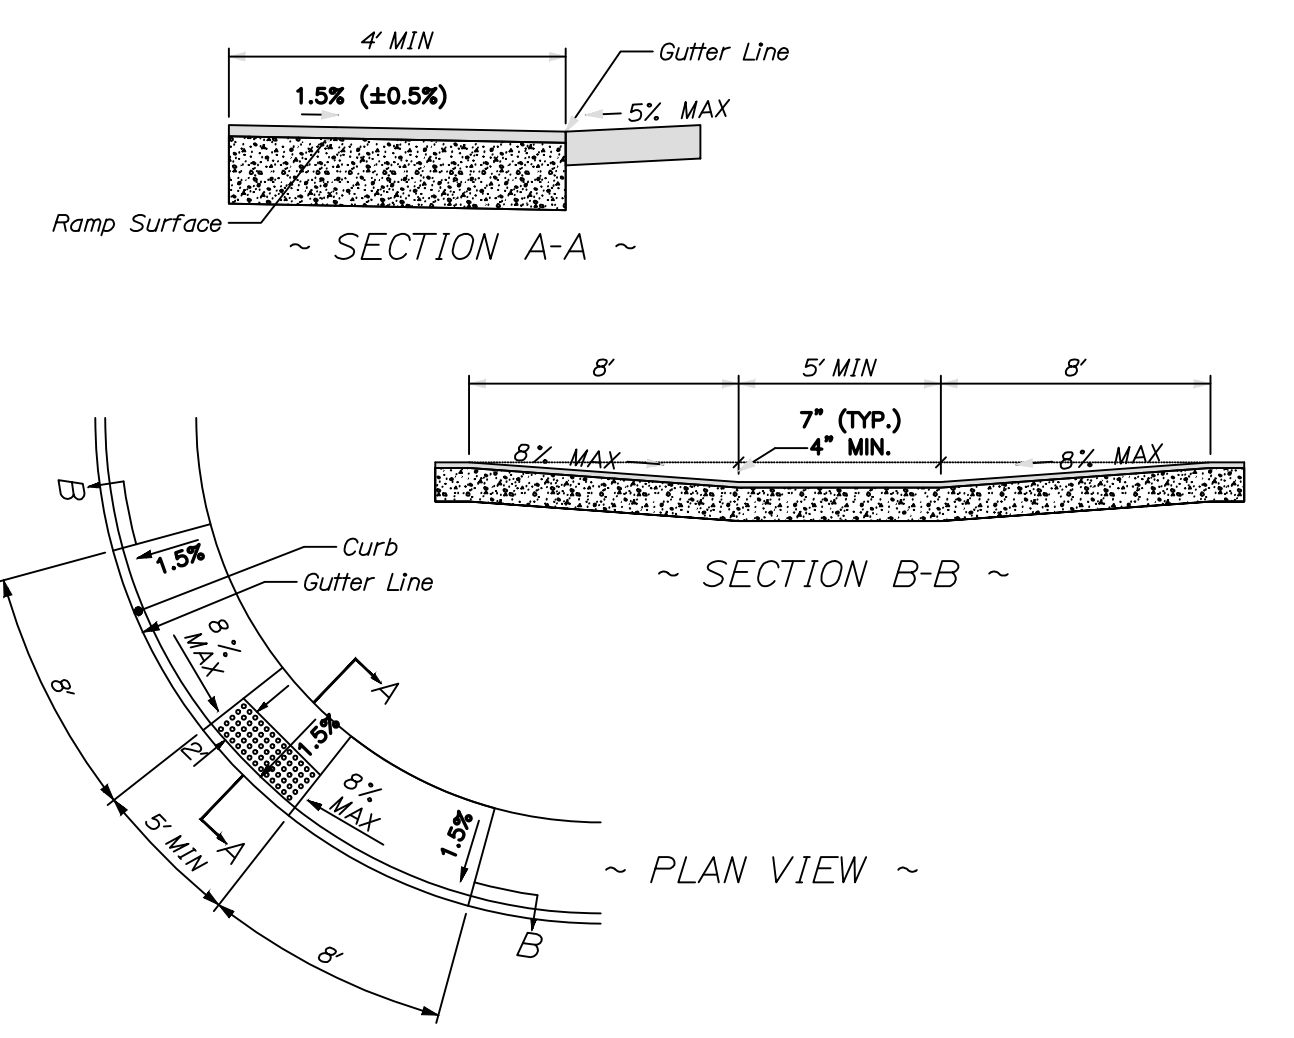 4' MIN
Gutter Line
1.5% (±0.5%)
5% MAX
Ramp Surface
~ SECTION A-A ~
8'
5' MIN
8'
7" (TYP.)
4" MIN.
8% MAX
8% MAX
~ SECTION B-B ~
B
1.5%
Curb
Gutter Line
8%
MAX
8'
A
1.5%
2'
8%
MAX
5' MIN
A
1.5%
~ PLAN VIEW ~
B
8'